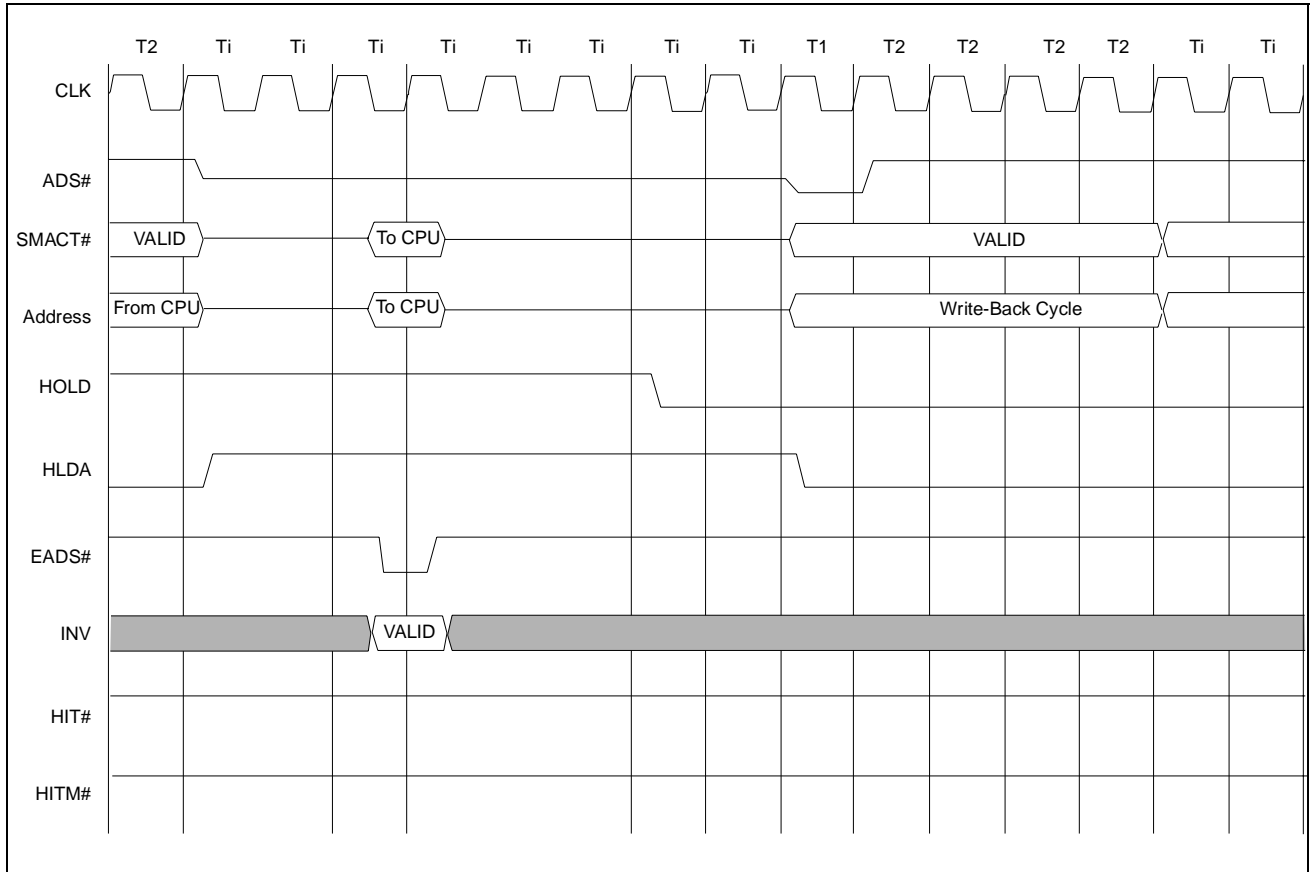 T2 Ti Ti Ti Ti Ti Ti Ti Ti T1 T2 T2 T2 T2 Ti Ti
CLK
ADS#
SMACT# VALID To CPU VALID
Address From CPU To CPU Write-Back Cycle
HOLD
HLDA
EADS#
INV VALID
HIT#
HITM#